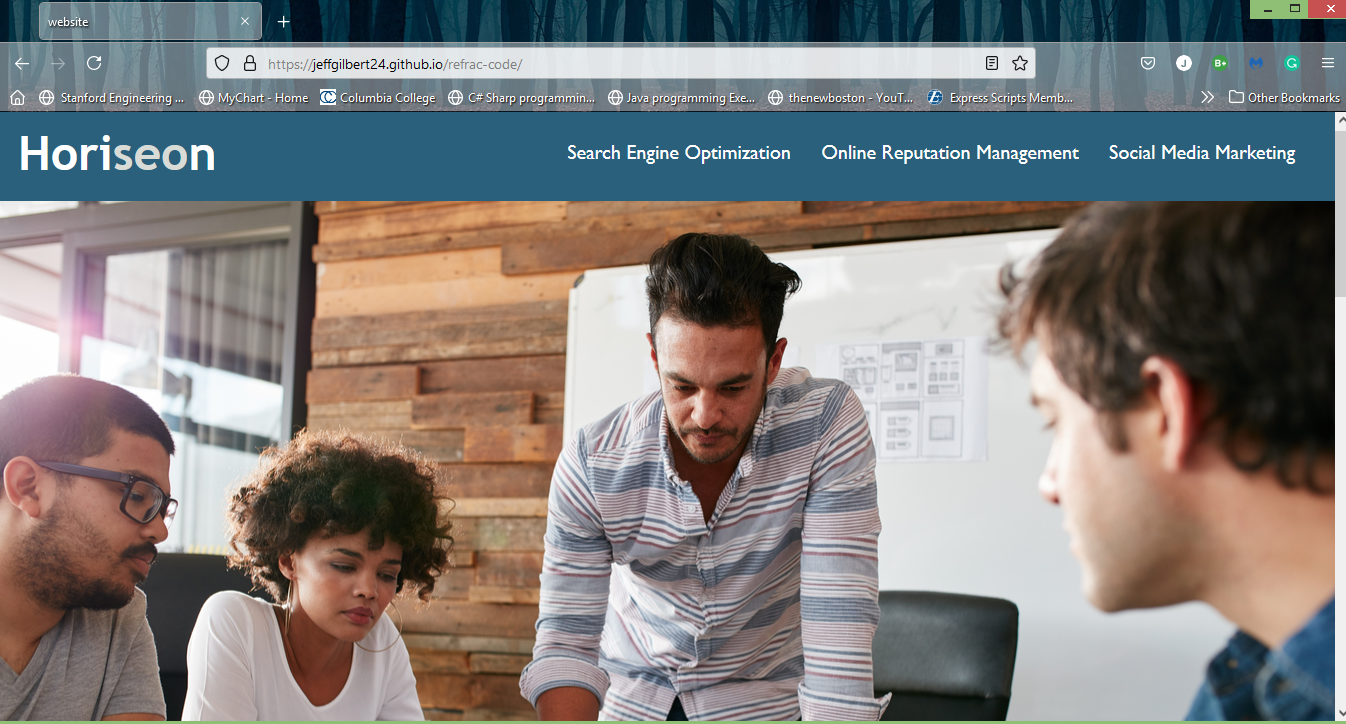 website
https://jeffgilbert24.github.io/refrac-code/
Stanford Engineering ... MyChart - Home Columbia College C# Sharp programmin... Java programming Exe... thenewboston - YouT... Express Scripts Memb... Other Bookmarks
Horiseon Search Engine Optimization Online Reputation Management Social Media Marketing